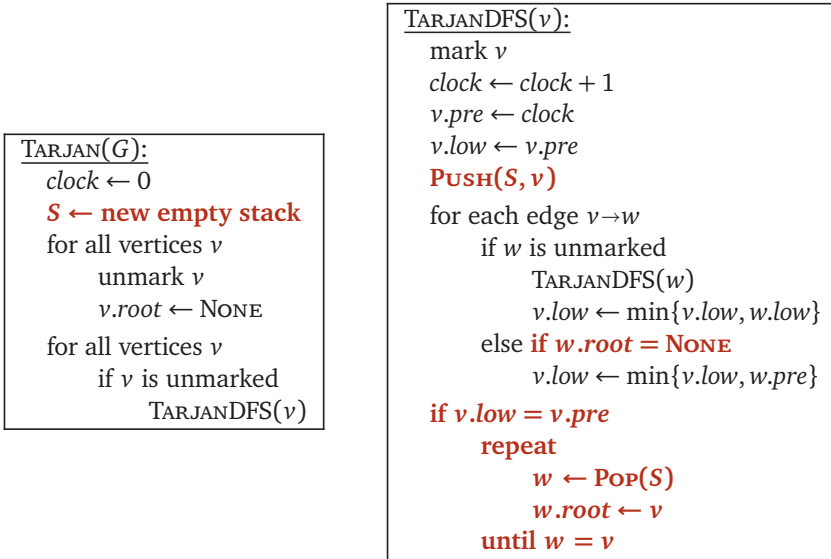 TARJAN(G):
clock ← 0
S ← new empty stack
for all vertices v
unmark v
v.root ← NONE
for all vertices v
if v is unmarked
TARJANDFS(v)
TARJANDFS(v):
mark v
clock ← clock + 1
v.pre ← clock
v.low ← v.pre
PUSH(S, v)
for each edge v→w
if w is unmarked
TARJANDFS(w)
v.low ← min{v.low, w.low}
else if w.root = NONE
v.low ← min{v.low, w.pre}
if v.low = v.pre
repeat
w ← POP(S)
w.root ← v
until w = v